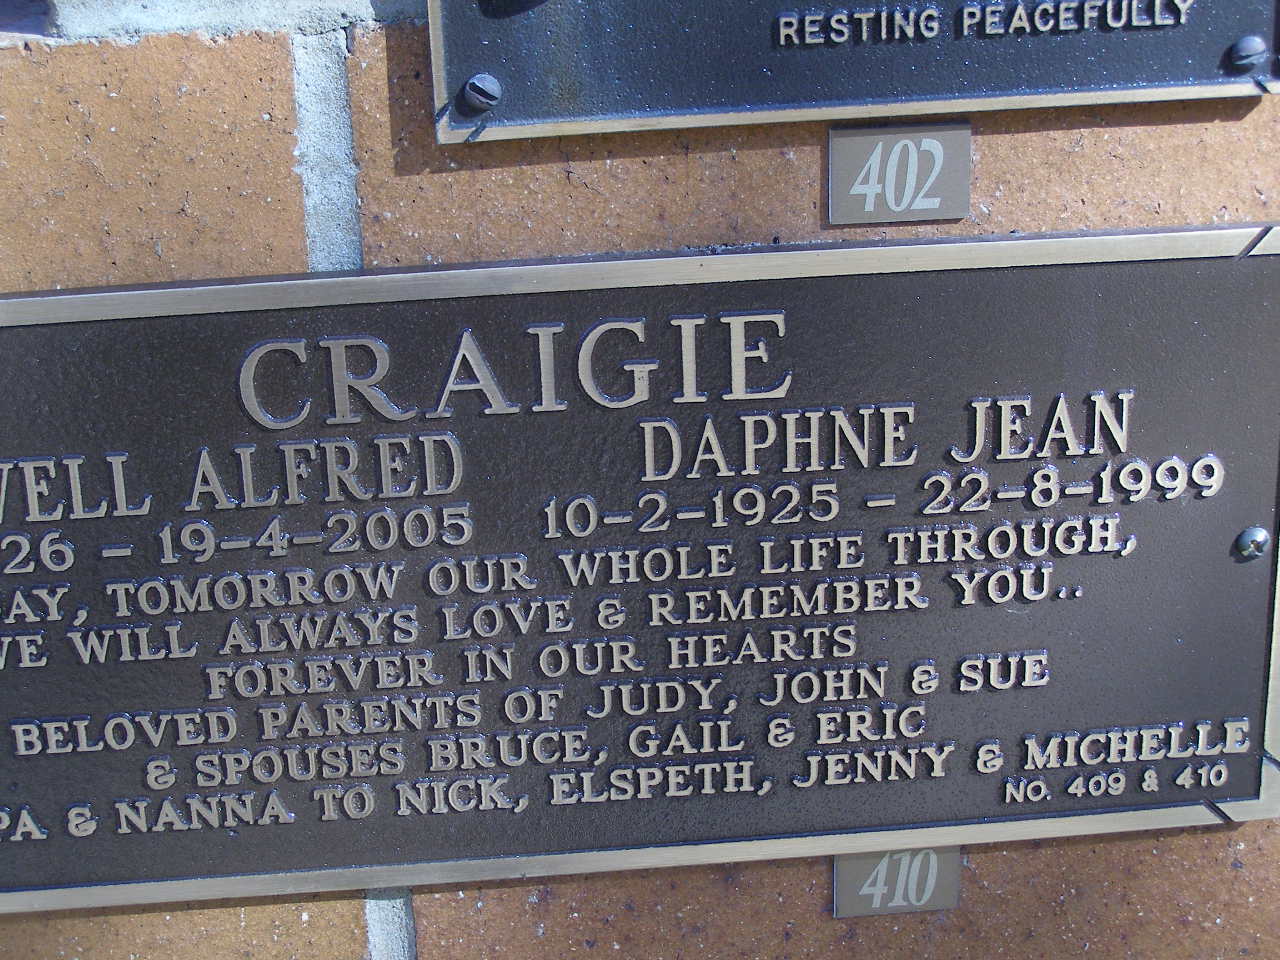 RESTING PEACEFULLY
402
CRAIGIE
ALFRED DAPHNE JEAN
26 – 19-4-2005 10-2-1925 – 22-8-1999
TOMORROW OUR WHOLE LIFE THROUGH,
WE WILL ALWAYS LOVE & REMEMBER YOU..
FOREVER IN OUR HEARTS
BELOVED PARENTS OF JUDY, JOHN & SUE
& SPOUSES BRUCE, GAIL & ERIC
PA & NANNA TO NICK, ELSPETH, JENNY & MICHELLE
NO. 409 & 410
410